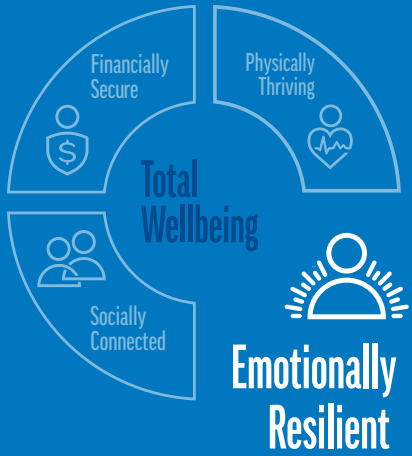 Financially
Secure
Physically
Thriving
$
Total
Wellbeing
Socially
Connected
Emotionally
Resilient